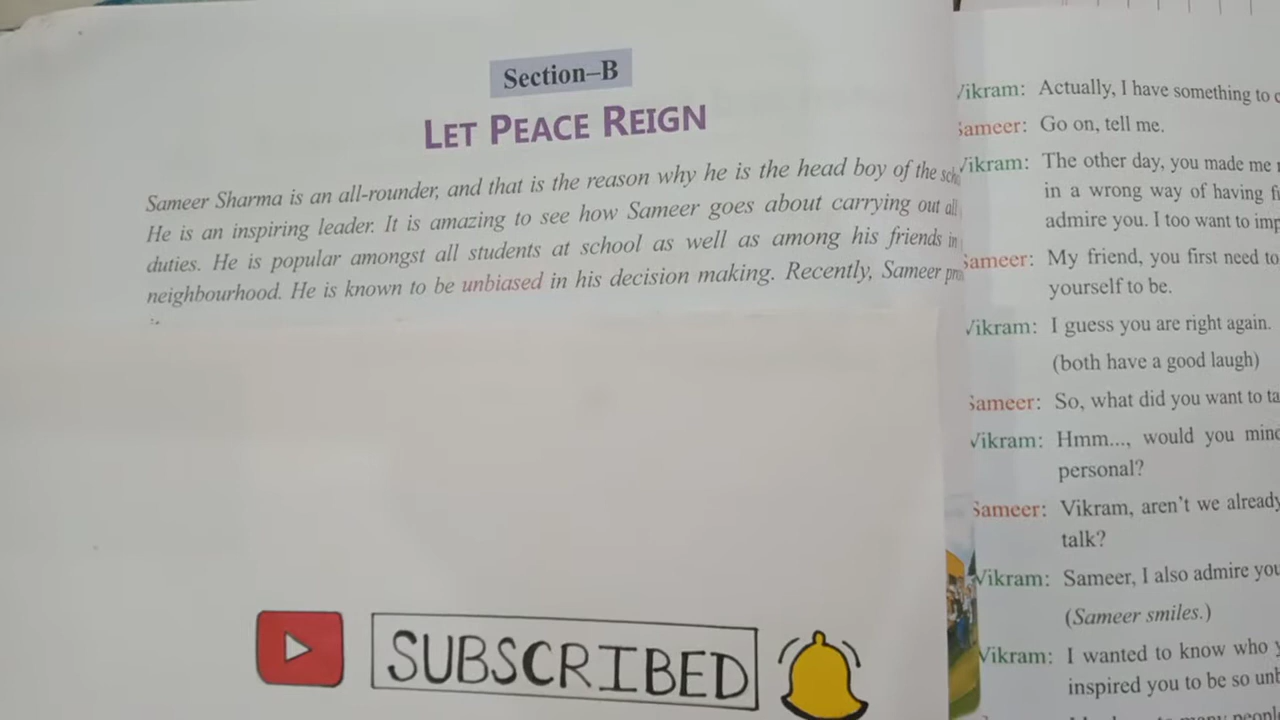 Section–B
LET PEACE REIGN
Sameer Sharma is an all-rounder, and that is the reason why he is the head boy of the
He is an inspiring leader. It is amazing to see how Sameer goes about carrying out all
duties. He is popular amongst all students at school as well as among his friends in
neighbourhood. He is known to be unbiased in his decision making. Recently, Sameer
SUBSCRIBED
Vikram: Actually, I have something to
Sameer: Go on, tell me.
Vikram: The other day, you made me
in a wrong way of having
admire you. I too want to
Sameer: My friend, you first need to
yourself to be.
Vikram: I guess you are right again.
(both have a good laugh)
Sameer: So, what did you want to
Vikram: Hmm..., would you
personal?
Sameer: Vikram, aren't we already
talk?
Vikram: Sameer, I also admire
(Sameer smiles.)
Vikram: I wanted to know who
inspired you to be so